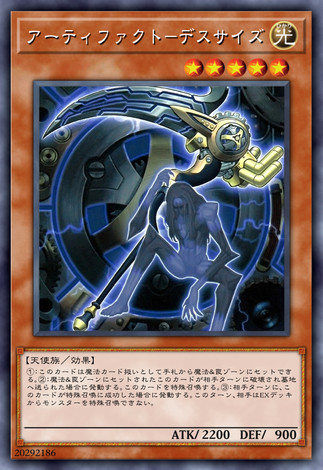 アーティファクト－デスサイズ
光
【天使族／効果】
①：このカードは魔法カード扱いとして手札から魔法&罠ゾーンにセットでき
る。②：魔法&罠ゾーンにセットされたこのカードが相手ターンに破壊され墓地
へ送られた場合に発動する。このカードを特殊召喚する。③：相手ターンに、こ
のカードが特殊召喚に成功した場合に発動する。このターン、相手はEXデッキ
からモンスターを特殊召喚できない。
ATK/ 2200 DEF/ 900
20292186